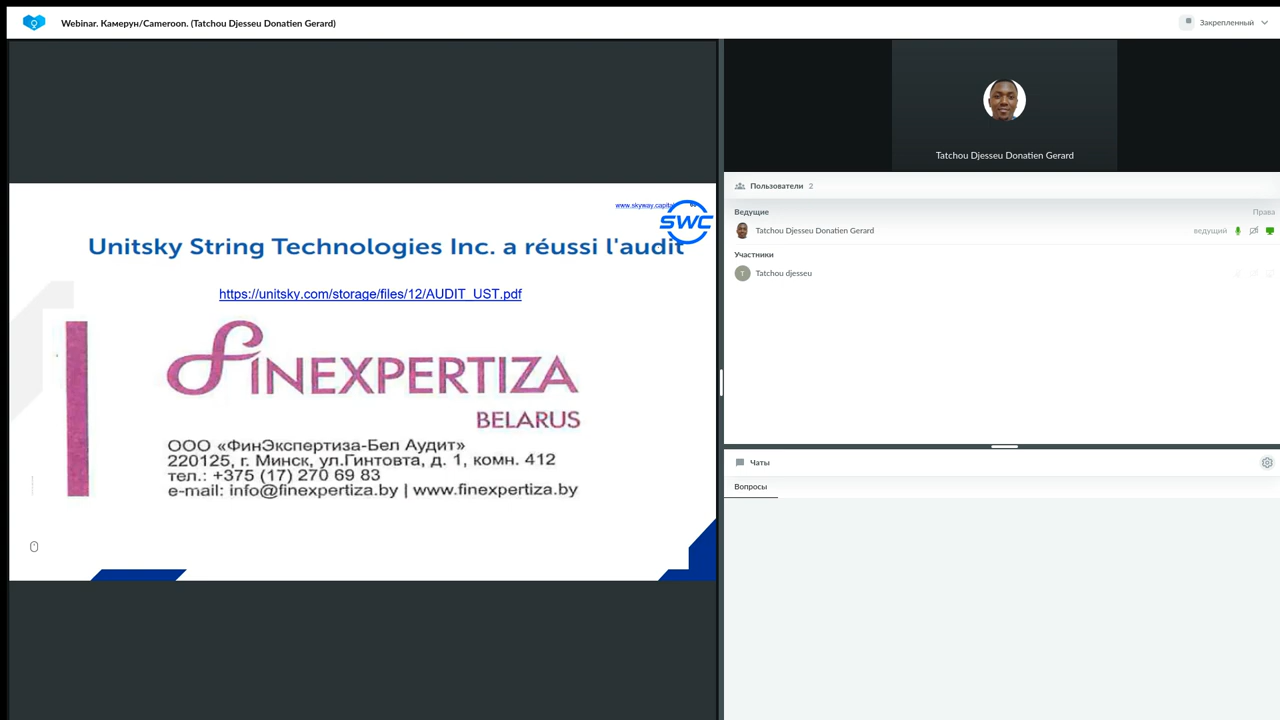 Webinar. Камерун/Cameroon. (Tatchou Djesseu Donatien Gerard)
Закрепленный
www.skyway.capital
SWC
Unitsky String Technologies Inc. a réussi l'audit
https://unitsky.com/storage/files/12/AUDIT_UST.pdf
FINEXPERTIZA
BELARUS
ООО «ФинЭкспертиза-Бел Аудит»
220125, г. Минск, ул.Гинтовта, д. 1, комн. 412
тел.: +375 (17) 270 69 83
e-mail: info@finexpertiza.by | www.finexpertiza.by
Tatchou Djesseu Donatien Gerard
Пользователи 2
Ведущие Права
Tatchou Djesseu Donatien Gerard ведущий
Участники
T Tatchou djesseu
Чаты
Вопросы